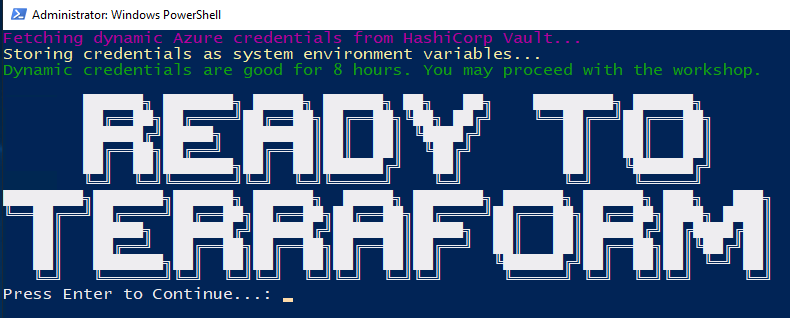 Administrator: Windows PowerShell
Fetching dynamic Azure credentials from HashiCorp Vault...
Storing credentials as system environment variables...
Dynamic credentials are good for 8 hours. You may proceed with the workshop.
READY TO
TERRAFORM
Press Enter to Continue...: